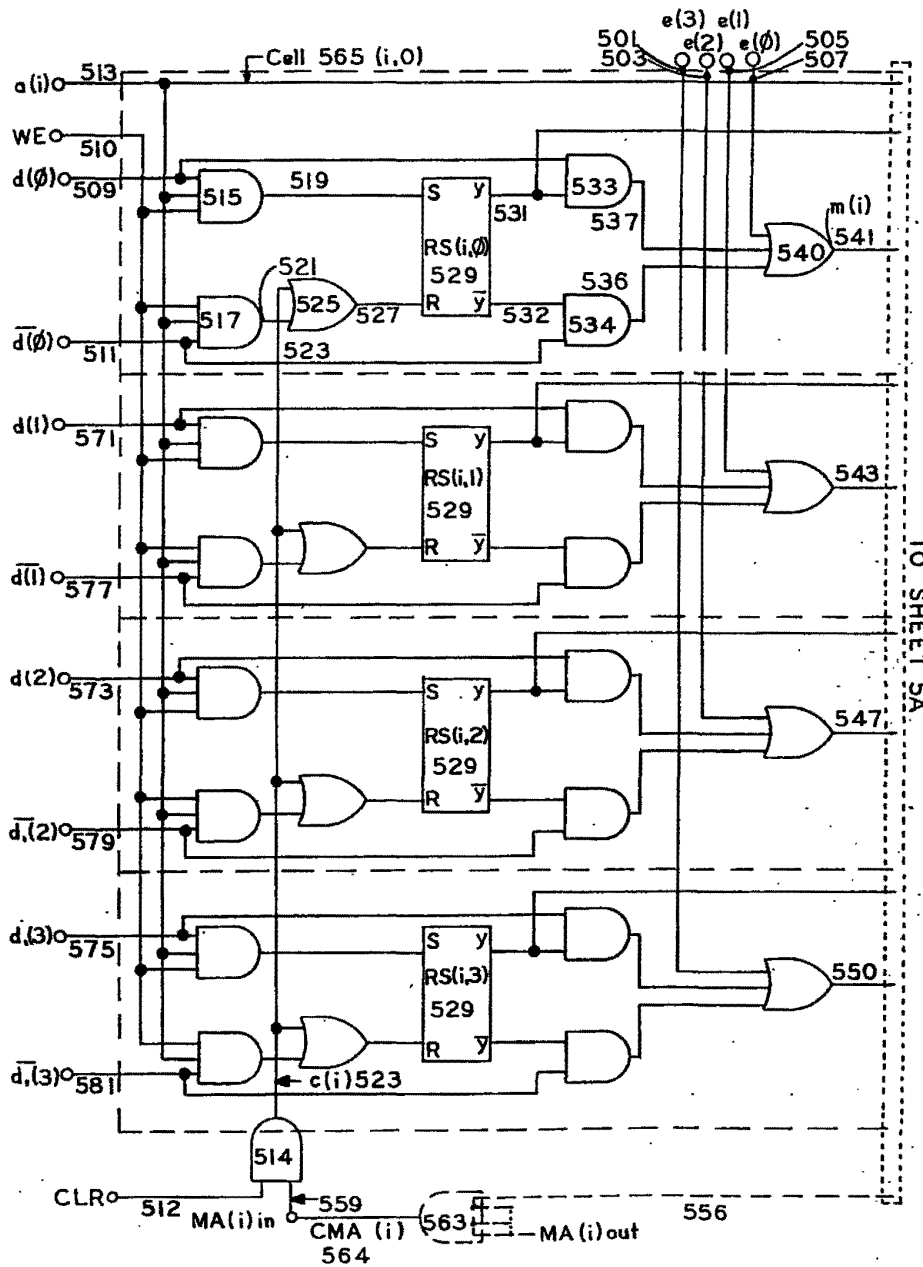 e(3) e(1)
501 e(2) e(Ø) 505
503 507
Cell 565 (i,0)
513
a(i)
WE
510
d(Ø)
509
515
519
S y
531
533
537
m(i)
RS(i,Ø)
529
540
541
521
517
525
527
R y̅
532
536
534
d̅(Ø)
511
523
d(1)
571
S y
RS(i,1)
529
543
R y̅
d̅(1)
577
TO SHEET 5A
d(2)
573
S y
RS(i,2)
529
547
R y̅
d,̅(2)
579
d,(3)
575
S y
RS(i,3)
529
550
R y̅
d,̅(3)
581
c(i) 523
514
CLR
512
559
MA(i) in
CMA (i)
564
563
MA(i) out
556